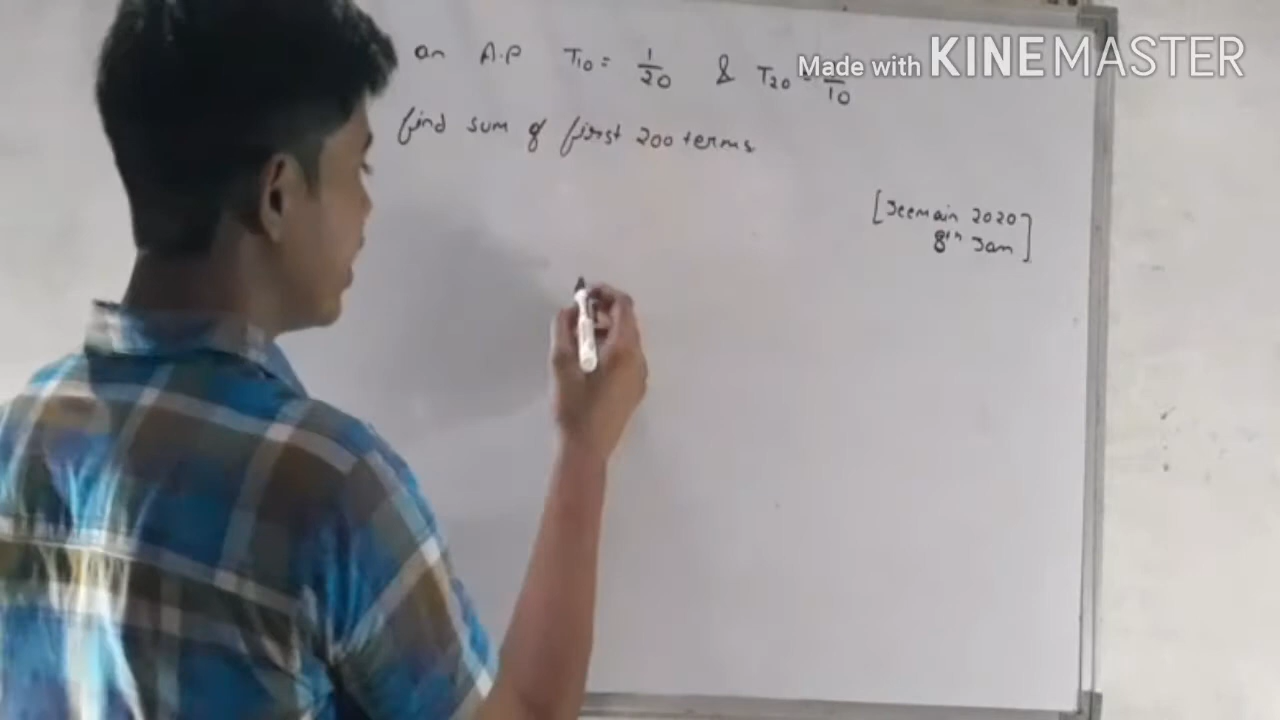 an A.P T10 = 1/20 & T20 = /10
find sum of first 200 terms
[Jeemain 2020
8th Jan]
Made with KINEMASTER